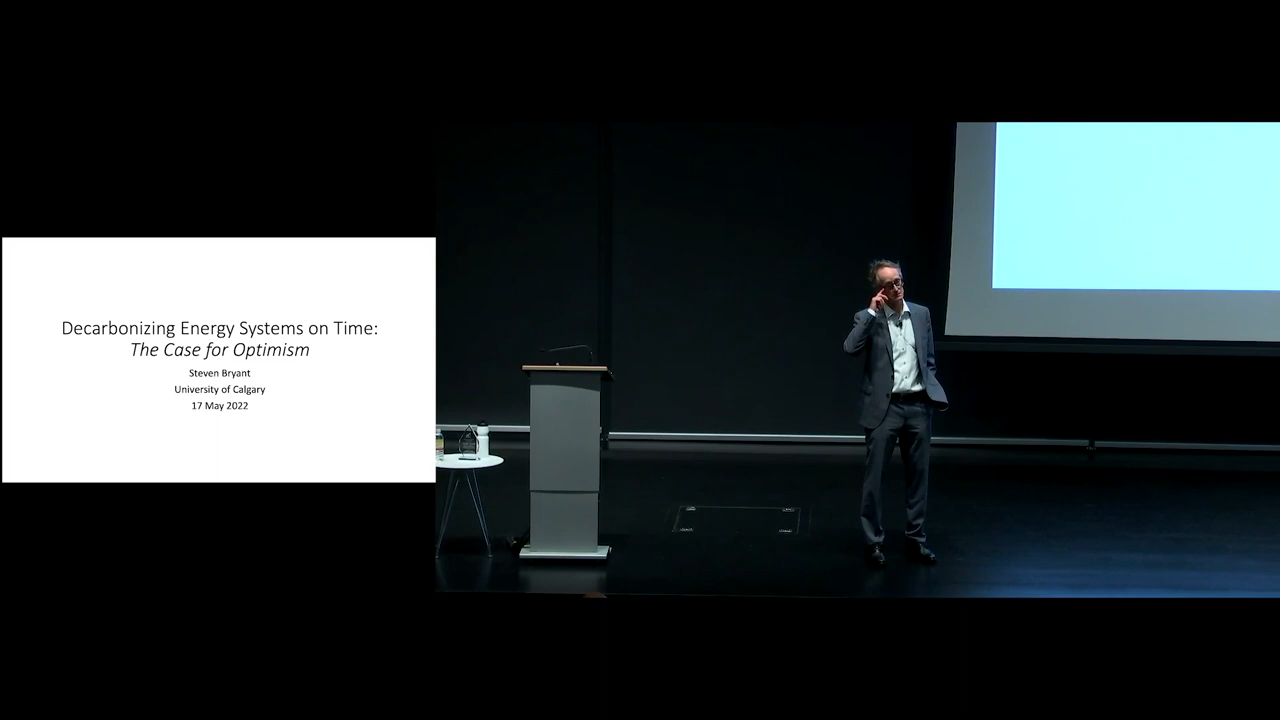 Decarbonizing Energy Systems on Time:
The Case for Optimism
Steven Bryant
University of Calgary
17 May 2022